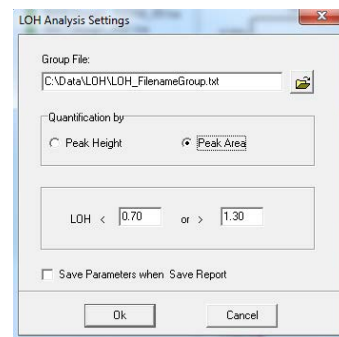 LOH Analysis Settings
Group File:
C:\Data\LOH\LOH_FilenameGroup.txt
Quantification by
Peak Height Peak Area
LOH < 0.70 or > 1.30
Save Parameters when Save Report
Ok Cancel